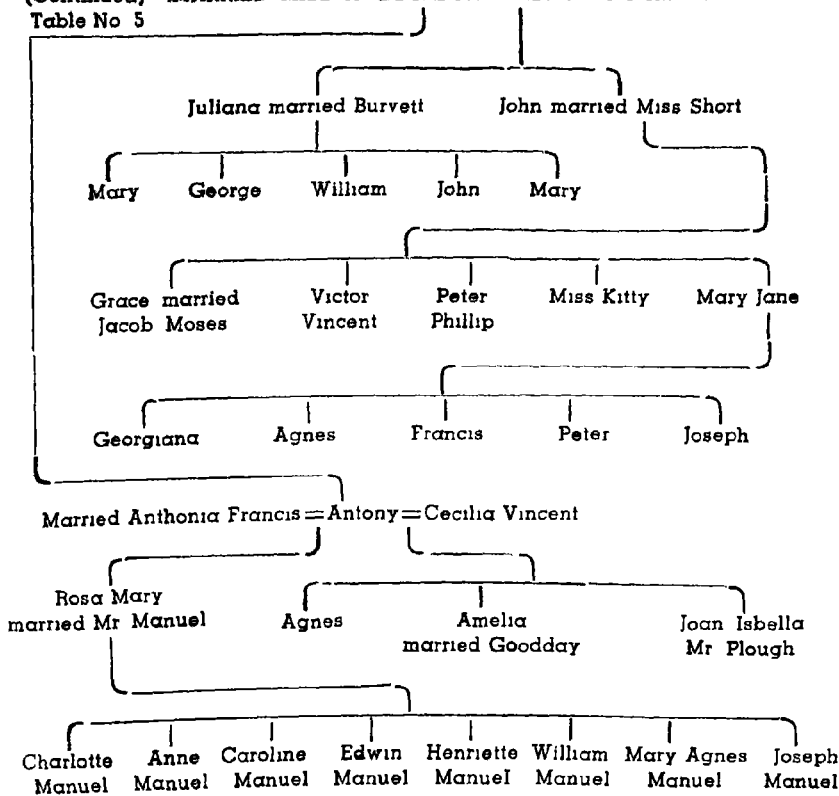 Table No 5
Juliana married Burvett John married Miss Short
Mary George William John Mary
Grace married Victor Peter Miss Kitty Mary Jane
Jacob Moses Vincent Phillip
Georgiana Agnes Francis Peter Joseph
Married Anthonia Francis = Antony = Cecilia Vincent
Rosa Mary Agnes Amelia Joan Isbella
married Mr Manuel married Goodday Mr Plough
Charlotte Anne Caroline Edwin Henriette William Mary Agnes Joseph
Manuel Manuel Manuel Manuel Manuel Manuel Manuel Manuel